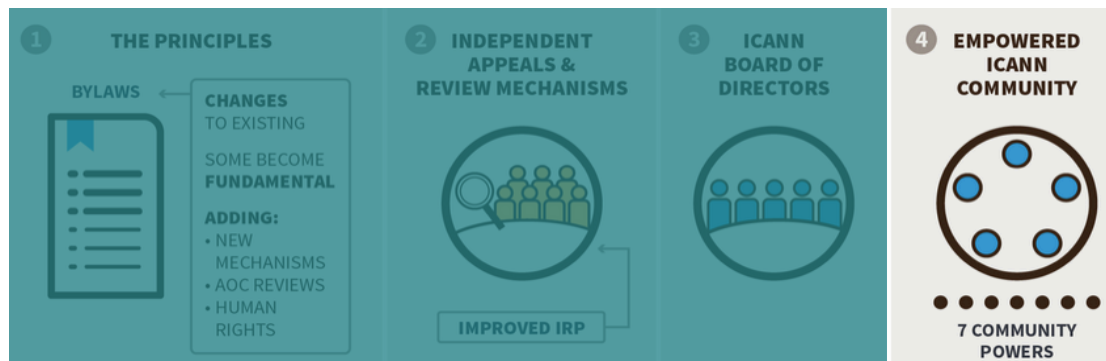 1
THE PRINCIPLES
BYLAWS
CHANGES
TO EXISTING
SOME BECOME
FUNDAMENTAL
ADDING:
• NEW
MECHANISMS
• AOC REVIEWS
• HUMAN
RIGHTS
2
INDEPENDENT
APPEALS &
REVIEW MECHANISMS
IMPROVED IRP
3
ICANN
BOARD OF
DIRECTORS
4
EMPOWERED
ICANN
COMMUNITY
7 COMMUNITY
POWERS